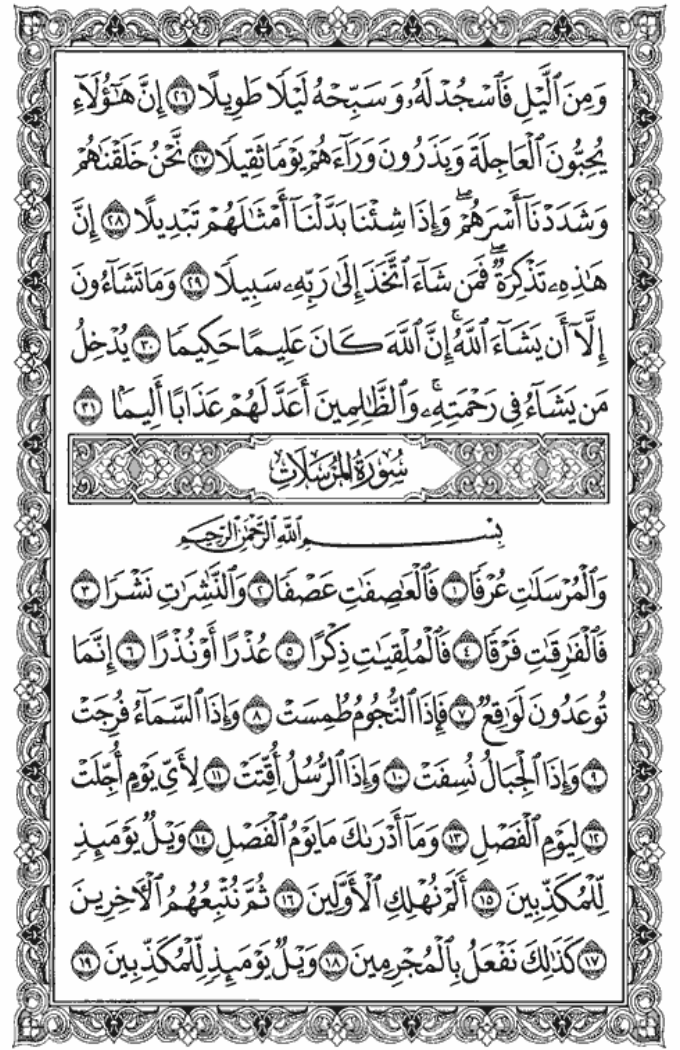 وَمِنَ ٱلَّيْلِ فَٱسْجُدْ لَهُۥ وَسَبِّحْهُ لَيْلًا طَوِيلًا ٢٦ إِنَّ هَٰٓؤُلَآءِ
يُحِبُّونَ ٱلْعَاجِلَةَ وَيَذَرُونَ وَرَآءَهُمْ يَوْمًا ثَقِيلًا ٢٧ نَّحْنُ خَلَقْنَٰهُمْ
وَشَدَدْنَآ أَسْرَهُمْ ۖ وَإِذَا شِئْنَا بَدَّلْنَآ أَمْثَٰلَهُمْ تَبْدِيلًا ٢٨ إِنَّ
هَٰذِهِۦ تَذْكِرَةٌ ۖ فَمَن شَآءَ ٱتَّخَذَ إِلَىٰ رَبِّهِۦ سَبِيلًا ٢٩ وَمَا تَشَآءُونَ
إِلَّآ أَن يَشَآءَ ٱللَّهُ ۚ إِنَّ ٱللَّهَ كَانَ عَلِيمًا حَكِيمًا ٣٠ يُدْخِلُ
مَن يَشَآءُ فِى رَحْمَتِهِۦ ۚ وَٱلظَّٰلِمِينَ أَعَدَّ لَهُمْ عَذَابًا أَلِيمًۢا ٣١
سُورَةُ المُرْسَلَاتِ
بِسْمِ ٱللَّهِ ٱلرَّحْمَٰنِ ٱلرَّحِيمِ
وَٱلْمُرْسَلَٰتِ عُرْفًا ١ فَٱلْعَٰصِفَٰتِ عَصْفًا ٢ وَٱلنَّٰشِرَٰتِ نَشْرًا ٣
فَٱلْفَٰرِقَٰتِ فَرْقًا ٤ فَٱلْمُلْقِيَٰتِ ذِكْرًا ٥ عُذْرًا أَوْ نُذْرًا ٦ إِنَّمَا
تُوعَدُونَ لَوَٰقِعٌ ٧ فَإِذَا ٱلنُّجُومُ طُمِسَتْ ٨ وَإِذَا ٱلسَّمَآءُ فُرِجَتْ
٩ وَإِذَا ٱلْجِبَالُ نُسِفَتْ ١٠ وَإِذَا ٱلرُّسُلُ أُقِّتَتْ ١١ لِأَىِّ يَوْمٍ أُجِّلَتْ
١٢ لِيَوْمِ ٱلْفَصْلِ ١٣ وَمَآ أَدْرَىٰكَ مَا يَوْمُ ٱلْفَصْلِ ١٤ وَيْلٌ يَوْمَئِذٍ
لِّلْمُكَذِّبِينَ ١٥ أَلَمْ نُهْلِكِ ٱلْأَوَّلِينَ ١٦ ثُمَّ نُتْبِعُهُمُ ٱلْءَاخِرِينَ
١٧ كَذَٰلِكَ نَفْعَلُ بِٱلْمُجْرِمِينَ ١٨ وَيْلٌ يَوْمَئِذٍ لِّلْمُكَذِّبِينَ ١٩